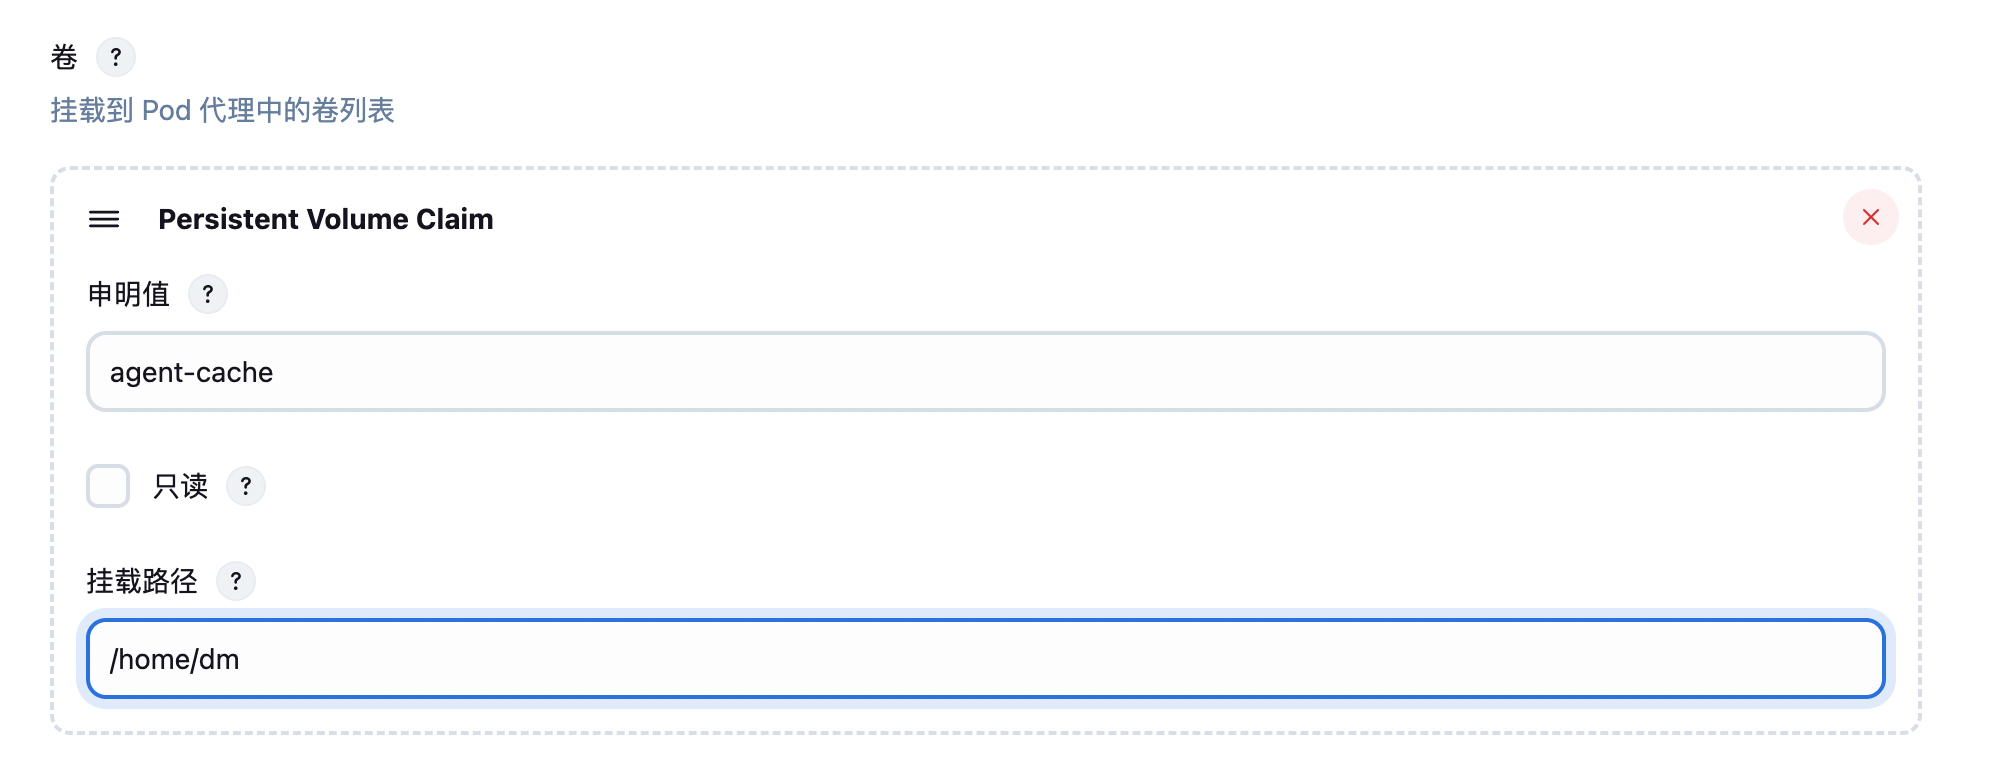 卷 ?
挂载到 Pod 代理中的卷列表
Persistent Volume Claim
申明值 ?
agent-cache
只读 ?
挂载路径 ?
/home/dm